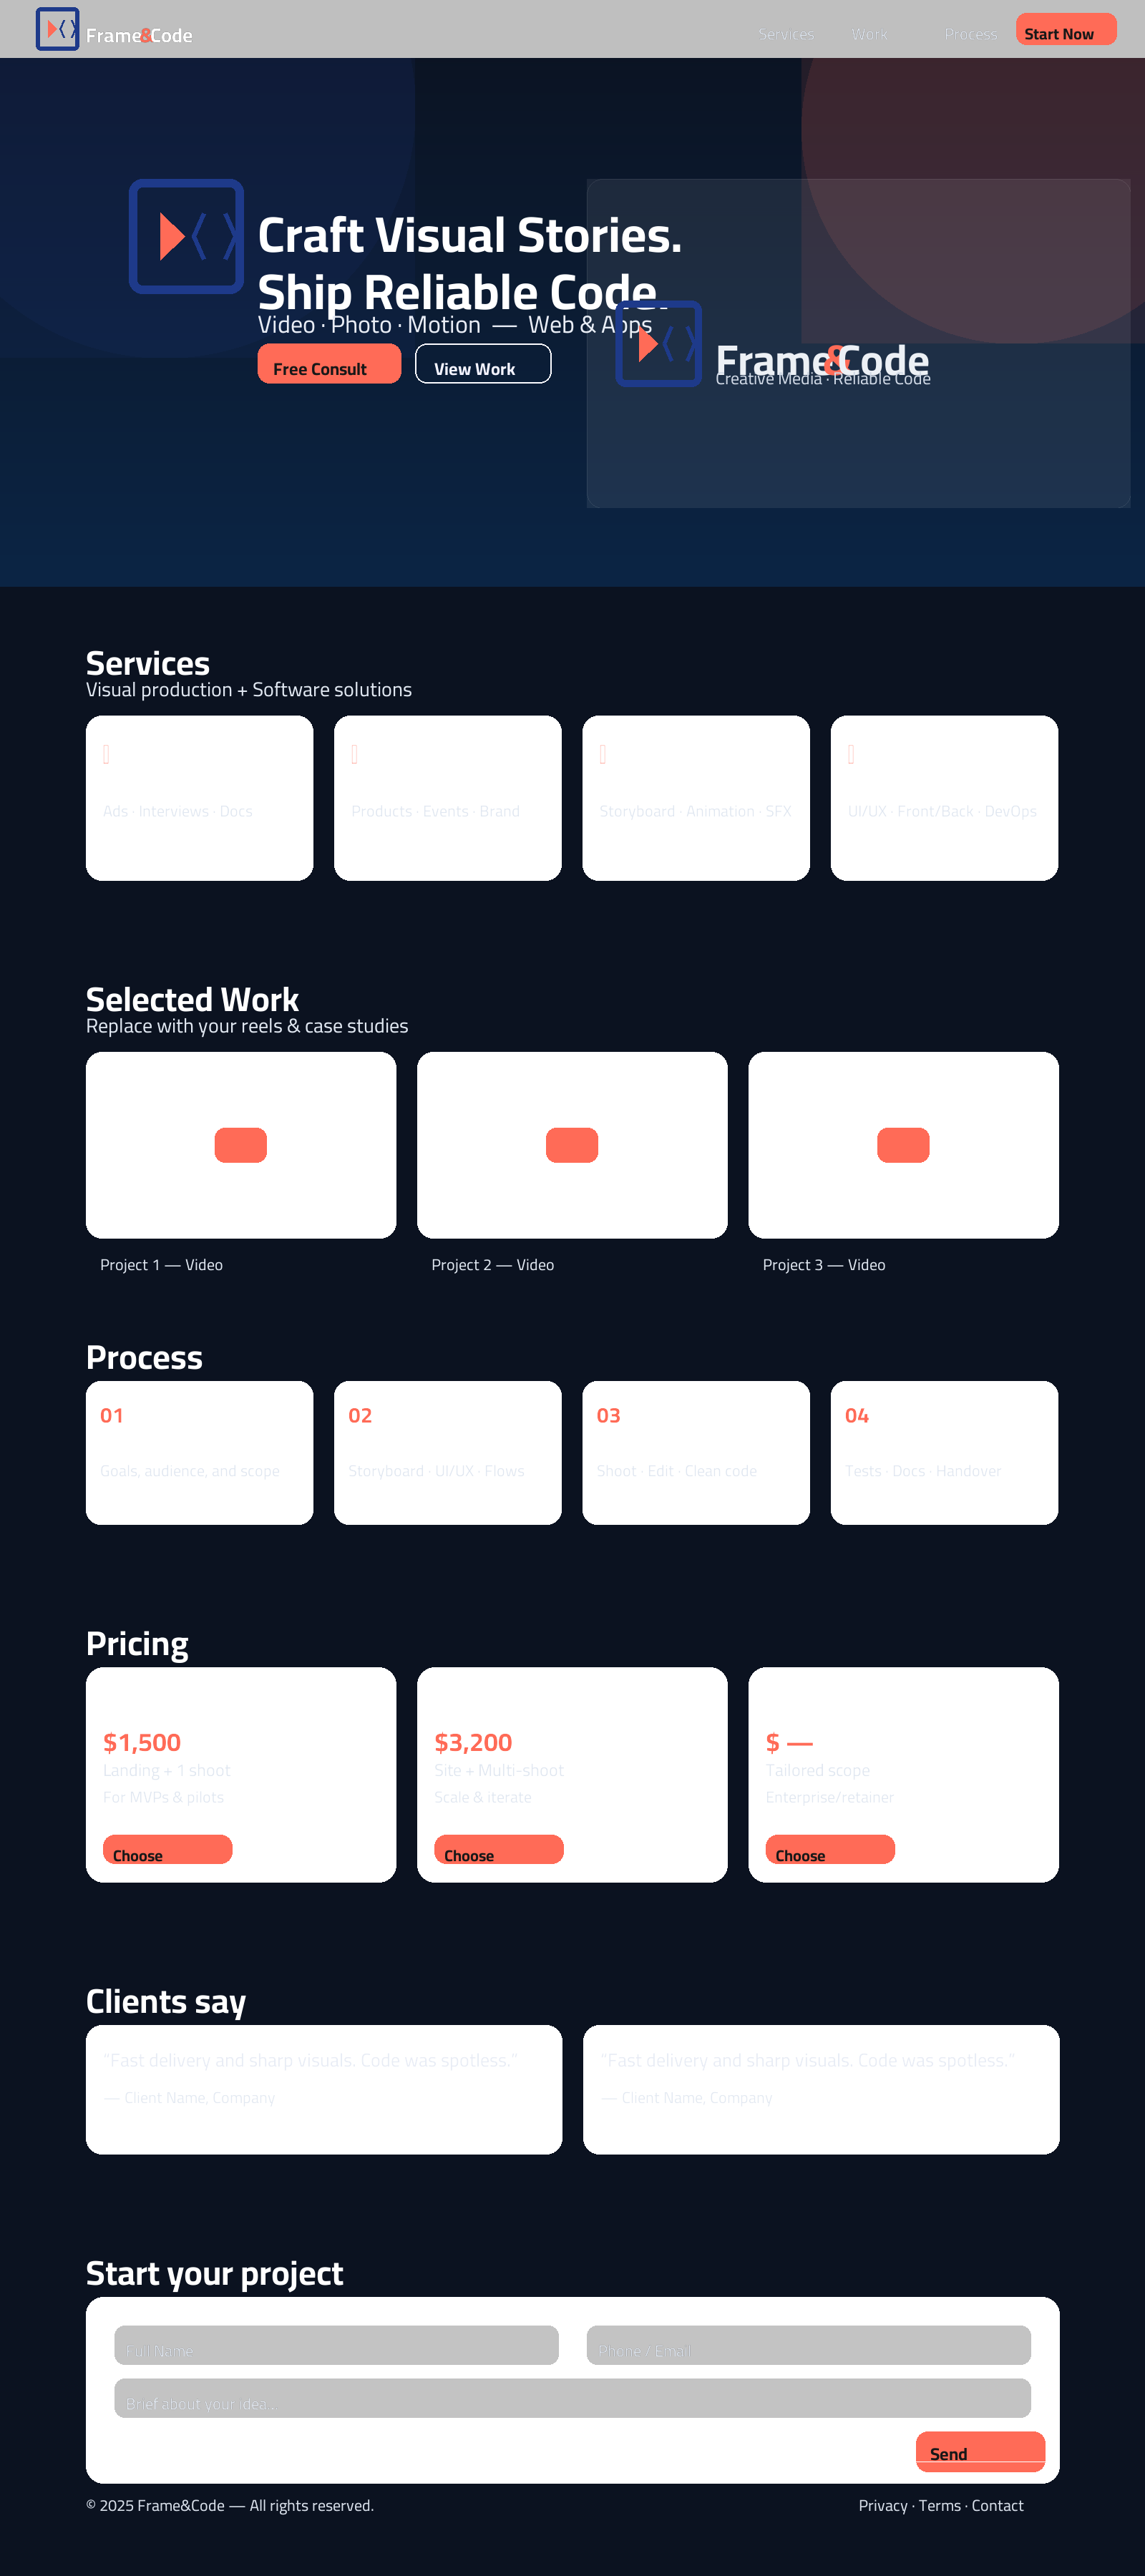 Frame&Code
Services Work Process Start Now
Craft Visual Stories.
Ship Reliable Code.
Video · Photo · Motion — Web & Apps
Free Consult View Work
Frame&Code
Creative Media · Reliable Code
Services
Visual production + Software solutions
Ads · Interviews · Docs
Products · Events · Brand
Storyboard · Animation · SFX
UI/UX · Front/Back · DevOps
Selected Work
Replace with your reels & case studies
Project 1 — Video
Project 2 — Video
Project 3 — Video
Process
01
Goals, audience, and scope
02
Storyboard · UI/UX · Flows
03
Shoot · Edit · Clean code
04
Tests · Docs · Handover
Pricing
$1,500
Landing + 1 shoot
For MVPs & pilots
Choose
$3,200
Site + Multi-shoot
Scale & iterate
Choose
$ —
Tailored scope
Enterprise/retainer
Choose
Clients say
“Fast delivery and sharp visuals. Code was spotless.”
— Client Name, Company
“Fast delivery and sharp visuals. Code was spotless.”
— Client Name, Company
Start your project
Full Name
Phone / Email
Brief about your idea...
Send
© 2025 Frame&Code — All rights reserved.
Privacy · Terms · Contact